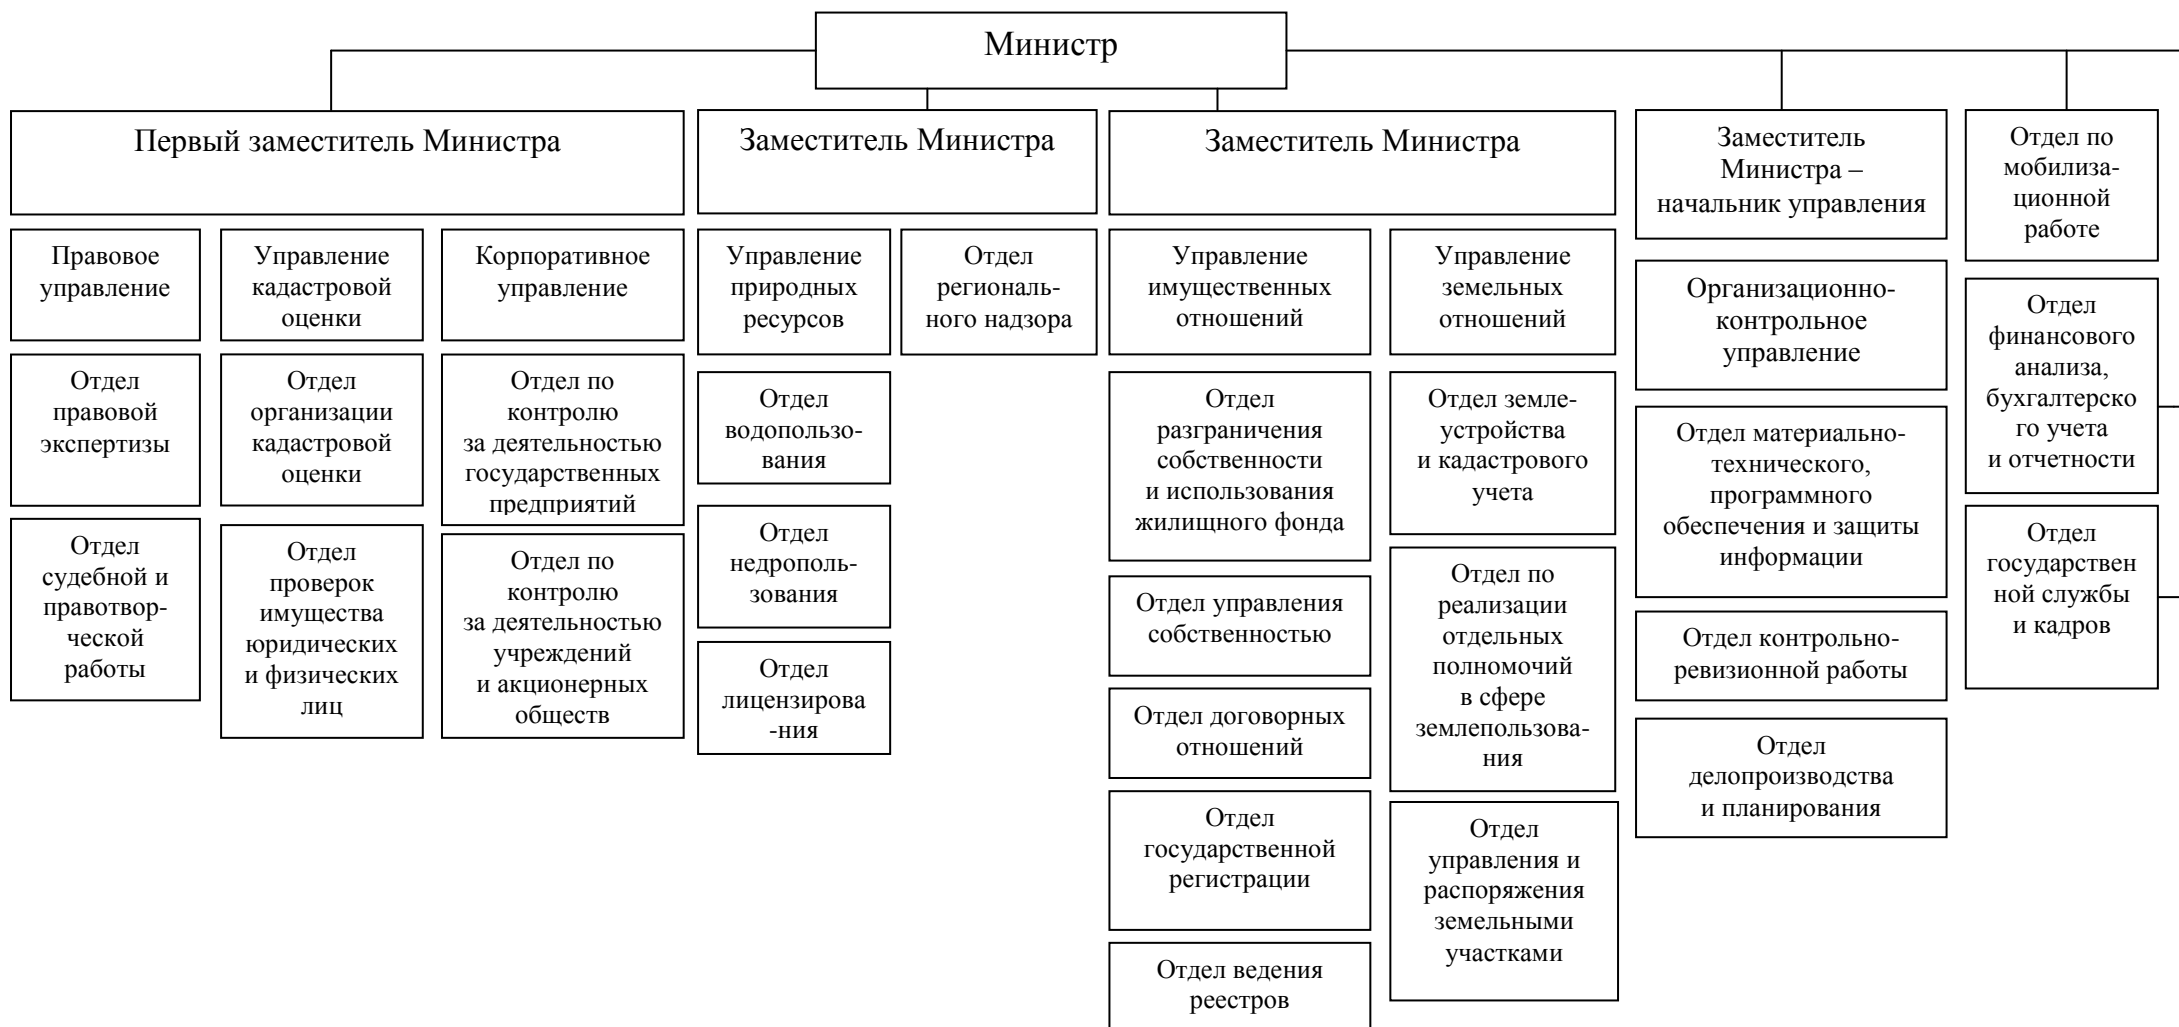 Министр
Первый заместитель Министра
Заместитель Министра
Заместитель Министра
Заместитель
Министра –
начальник управления
Отдел по
мобилиза-
ционной
работе
Правовое
управление
Управление
кадастровой
оценки
Корпоративное
управление
Управление
природных
ресурсов
Отдел
региональ-
ного надзора
Управление
имущественных
отношений
Управление
земельных
отношений
Организационно-
контрольное
управление
Отдел
финансового
анализа,
бухгалтерско
го учета
и отчетности
Отдел
правовой
экспертизы
Отдел
организации
кадастровой
оценки
Отдел по
контролю
за деятельностью
государственных
предприятий
Отдел
водопользо-
вания
Отдел
разграничения
собственности
и использования
жилищного фонда
Отдел земле-
устройства
и кадастрового
учета
Отдел материально-
технического,
программного
обеспечения и защиты
информации
Отдел
судебной и
правотвор-
ческой
работы
Отдел
проверок
имущества
юридических
и физических
лиц
Отдел по
контролю
за деятельностью
учреждений
и акционерных
обществ
Отдел
недрополь-
зования
Отдел управления
собственностью
Отдел по
реализации
отдельных
полномочий
в сфере
землепользова-
ния
Отдел контрольно-
ревизионной работы
Отдел
государствен
ной службы
и кадров
Отдел
лицензирова
-ния
Отдел договорных
отношений
Отдел
делопроизводства
и планирования
Отдел
государственной
регистрации
Отдел
управления и
распоряжения
земельными
участками
Отдел ведения
реестров